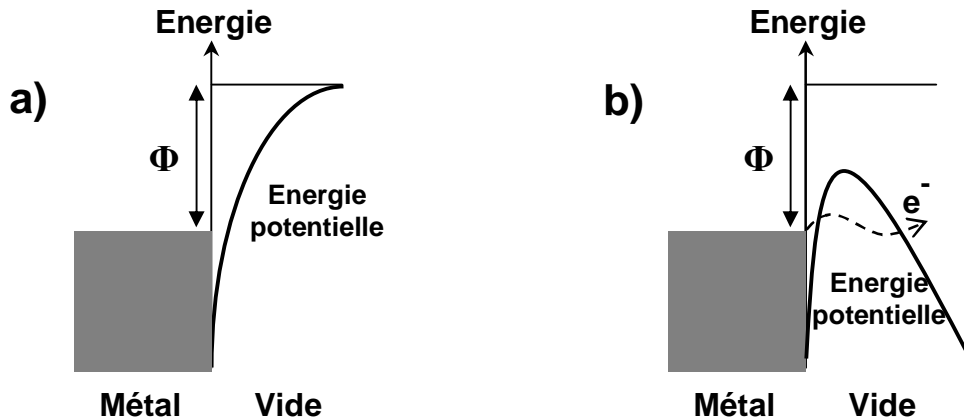 Energie
a)
Φ
Energie
potentielle
Métal
Vide
Energie
b)
Φ
e-
Energie
potentielle
Métal
Vide